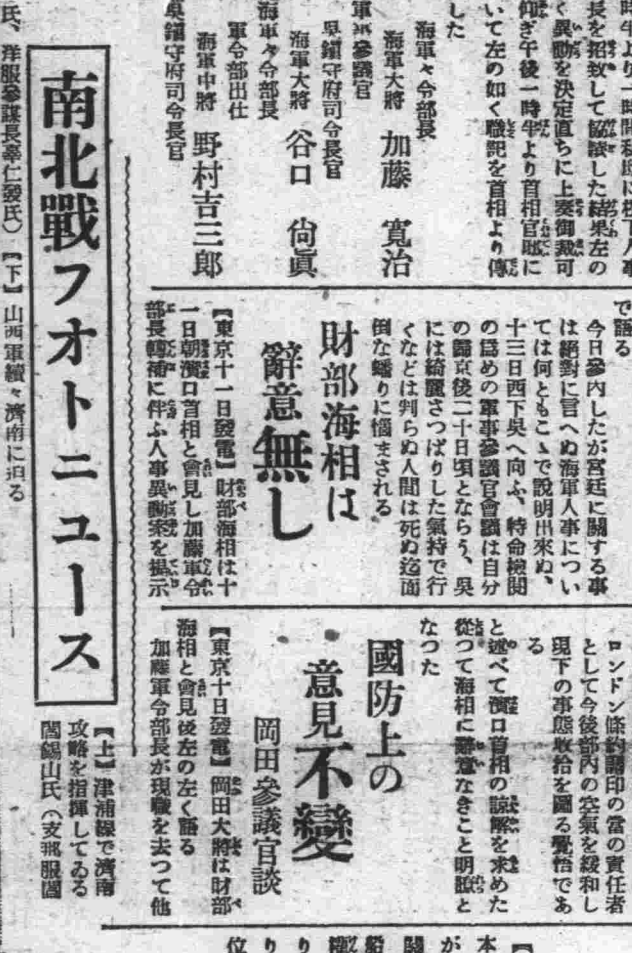 時半より一時間
長を招致して協議した結果左の
く異動を決定直ちに上奏御裁可
仰ぎ午後一時半より首相官邸に
いて左の如く職記を首相より傳
した
海軍々令部長
海軍大將 加藤 寬治
軍事參議官
吳鎮守府司令長官
海軍大將 谷口 尙眞
海軍々令部長
軍令部出仕
海軍中將 野村吉三郎
吳鎮守府司令長官
で語る
今日參內したが宮廷に關する事
は絕對に言へぬ海軍人事につい
ては何ともこゝで說明出來ぬ、
十三日西下吳へ向ふ、特命檢閱
の爲めの軍事參議官會議は自分
の歸京後二十日頃とならう、吳
には綺麗さつぱりした氣持で行
くなどは判らぬ人間は死ぬ迄面
倒な蟠りに惱まされる
財部海相は
辭意無し
【東京十一日發電】財部海相は十
一日朝濱口首相と會見し加藤軍令
部長轉補に伴ふ人事異動案を提示
ロンドン條約調印の當の責任者
として今後部內の空氣を緩和し
現下の事態收拾を圖る覺悟であ
る
と述べて濱口首相の諒解を求めた
從つて海相に辭意なきこと明瞭と
なつた
國防上の
意見不變
岡田參議官談
【東京十日發電】岡田大將は財部
海相と會見後左の左く語る
加藤軍令部長が現職を去つて他
南北戰フオトニュース
【上】津浦線で濟南
攻略を指揮してゐる
閻錫山氏(支那服閻
氏、洋服參謀長辜仁發氏)【下】山西軍續々濟南に迫る